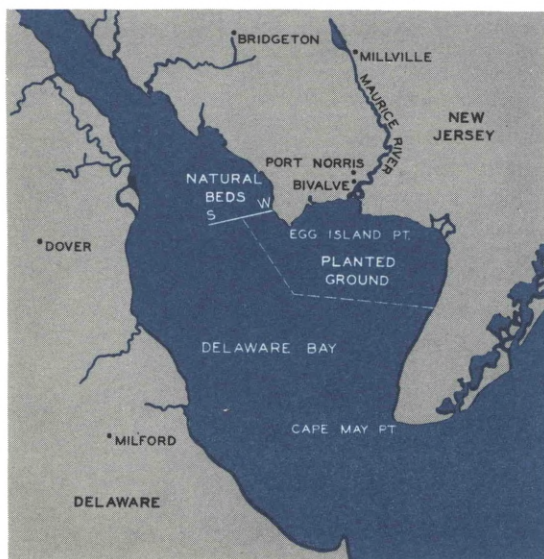 BRIDGETON
MILLVILLE
MAURICE RIVER
NEW
JERSEY
PORT NORRIS
BIVALVE
NATURAL
BEDS
S W
EGG ISLAND PT.
DOVER
PLANTED
GROUND
DELAWARE BAY
CAPE MAY PT.
MILFORD
DELAWARE